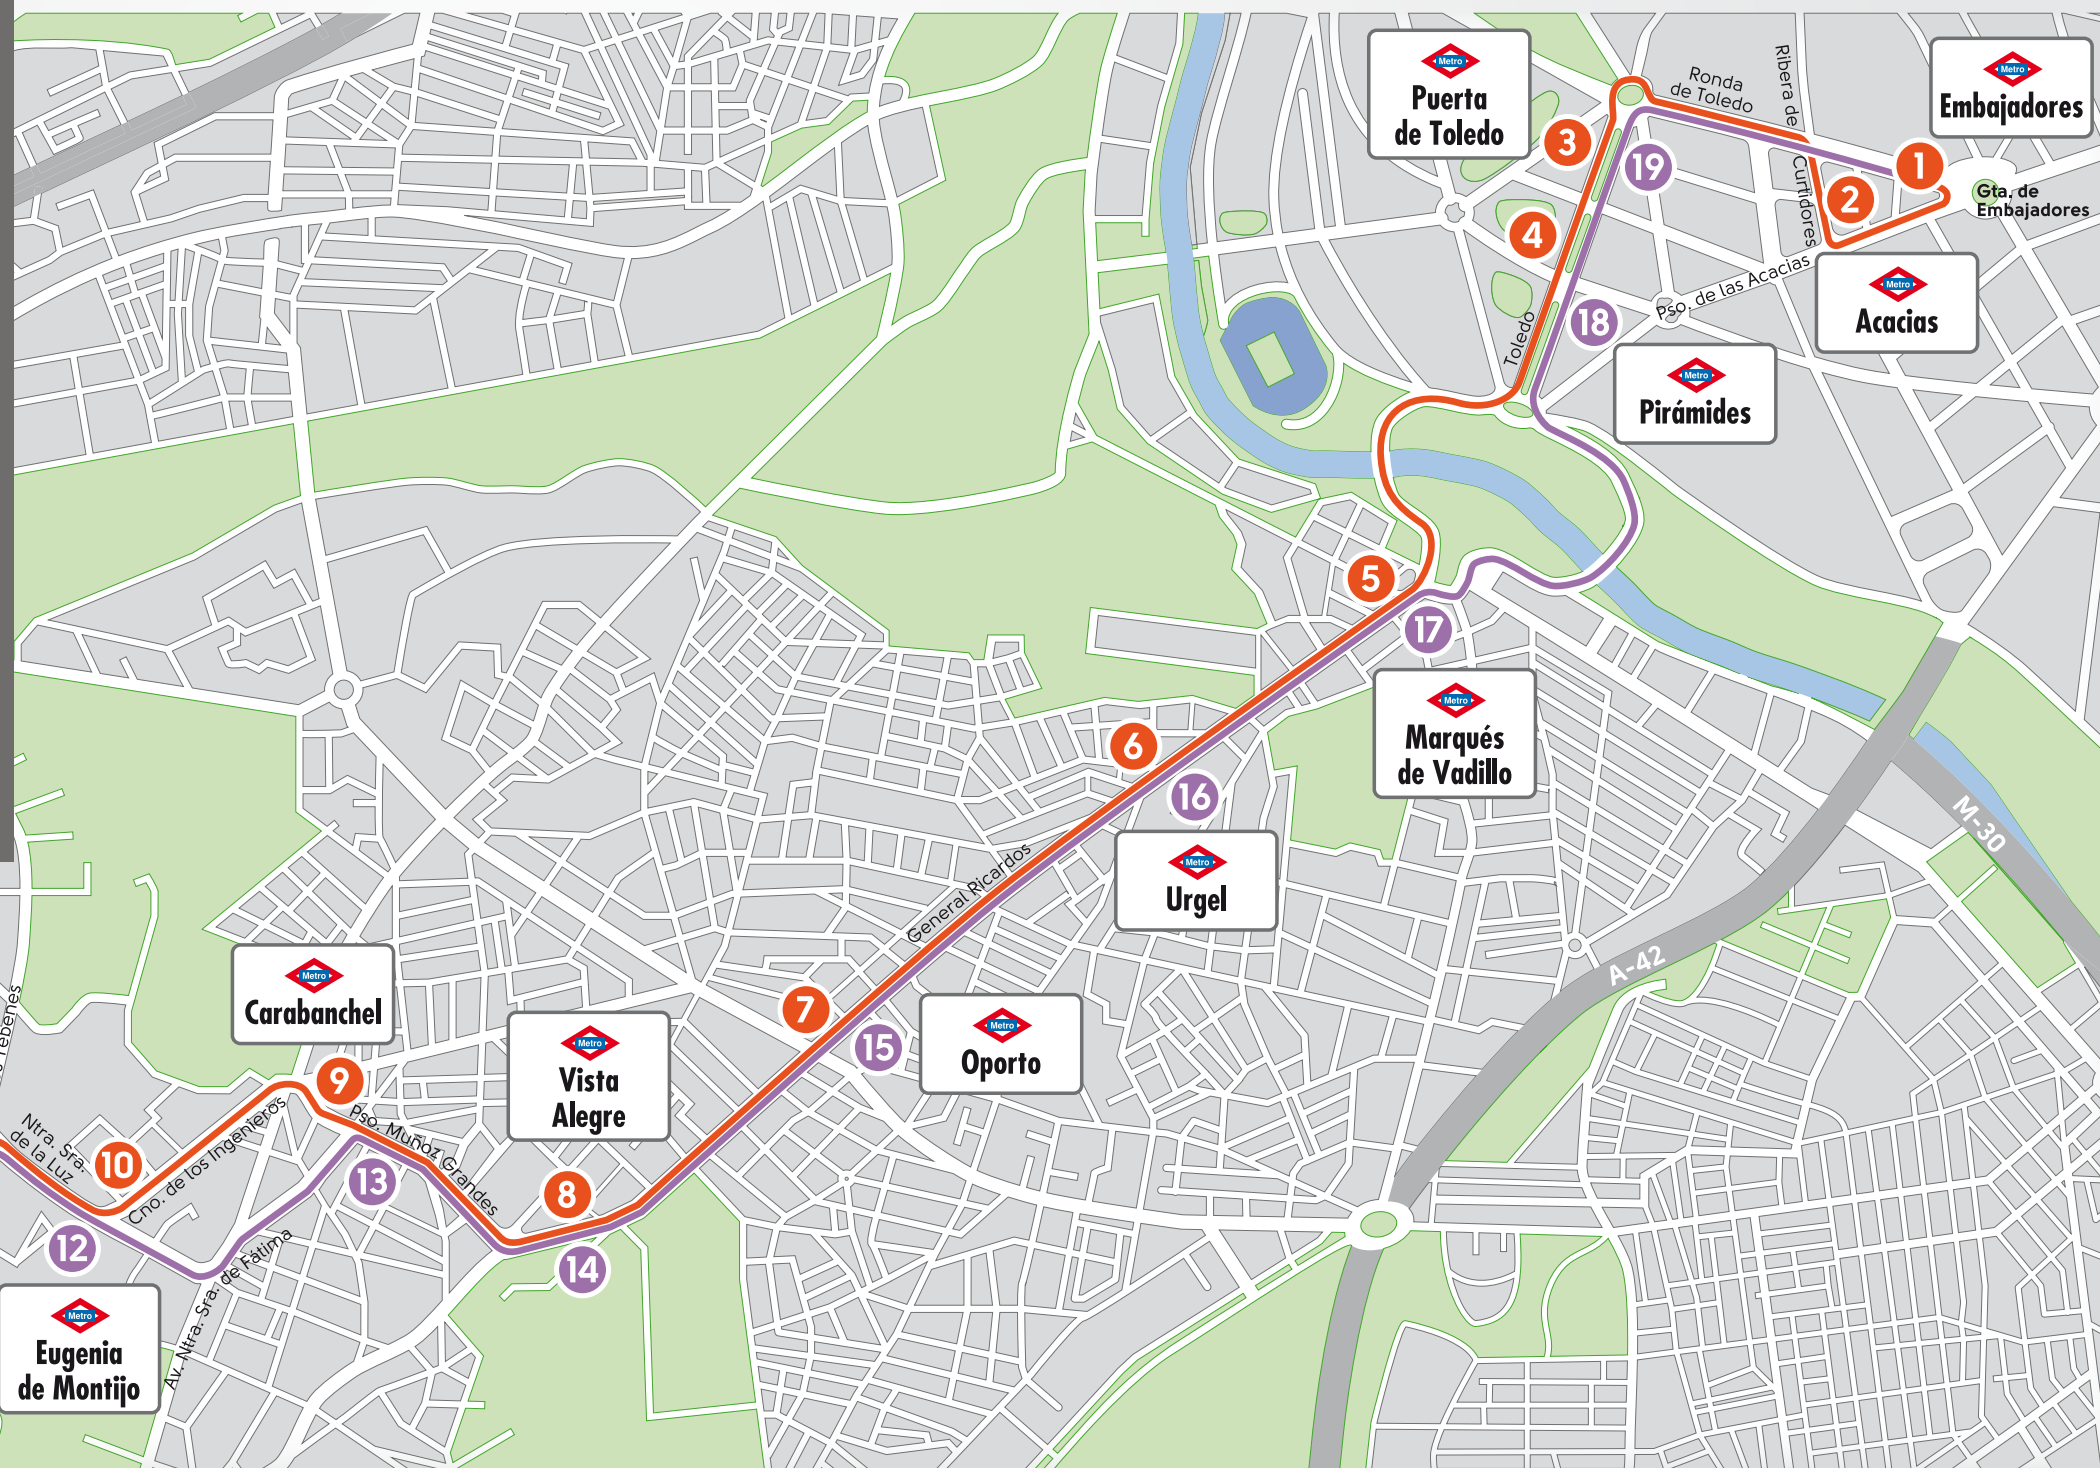 Metro
Puerta
de Toledo
Ronda
de Toledo
Ribera de
Curtidores
Metro
Embajadores
1
2
3
4
19
18
Gta. de
Embajadores
Pso. de las Acacias
Metro
Acacias
Toledo
Metro
Pirámides
5
17
Metro
Marqués
de Vadillo
6
16
Metro
Urgel
M-30
A-42
General Ricardos
7
15
Metro
Oporto
Metro
Carabanchel
Metro
Vista
Alegre
9
Pso. Muñoz Grandes
13
8
14
Ntra. Sra.
de la Luz
10
Cno. de los Ingenieros
12
Av. Ntra. Sra. de Fátima
Metro
Eugenia
de Montijo